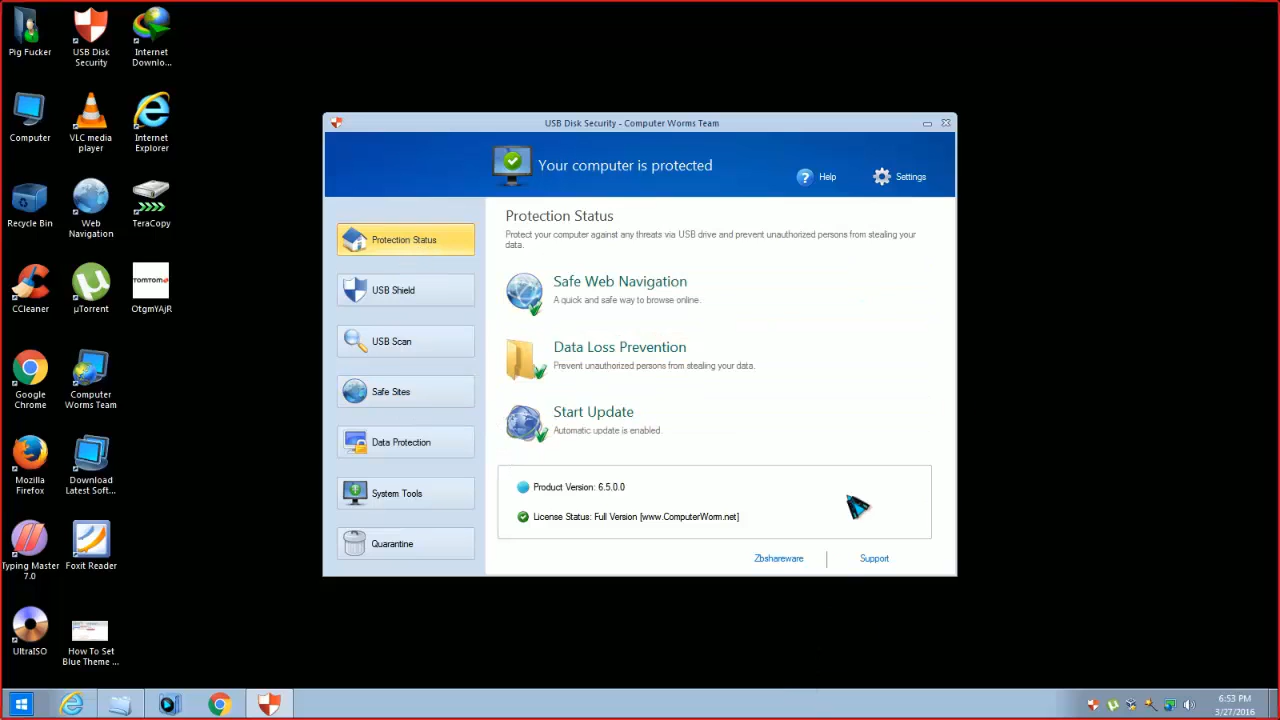 Pig Fucker
USB Disk
Security
Internet
Downlo...
Computer
VLC media
player
Internet
Explorer
Recycle Bin
Web
Navigation
TeraCopy
CCleaner
µTorrent
TOMTOM
OtgmYAjR
Google
Chrome
Computer
Worms Team
Mozilla
Firefox
Download
Latest Soft...
Typing Master
7.0
Foxit Reader
UltraISO
How To Set
Blue Theme ...
USB Disk Security - Computer Worms Team
Your computer is protected
Help
Settings
Protection Status
USB Shield
USB Scan
Safe Sites
Data Protection
System Tools
Quarantine
Protection Status
Protect your computer against any threats via USB drive and prevent unauthorized persons from stealing your
data.
Safe Web Navigation
A quick and safe way to browse online.
Data Loss Prevention
Prevent unauthorized persons from stealing your data.
Start Update
Automatic update is enabled.
Product Version: 6.5.0.0
License Status: Full Version [www.ComputerWorm.net]
Zbshareware
Support
6:53 PM
3/27/2016